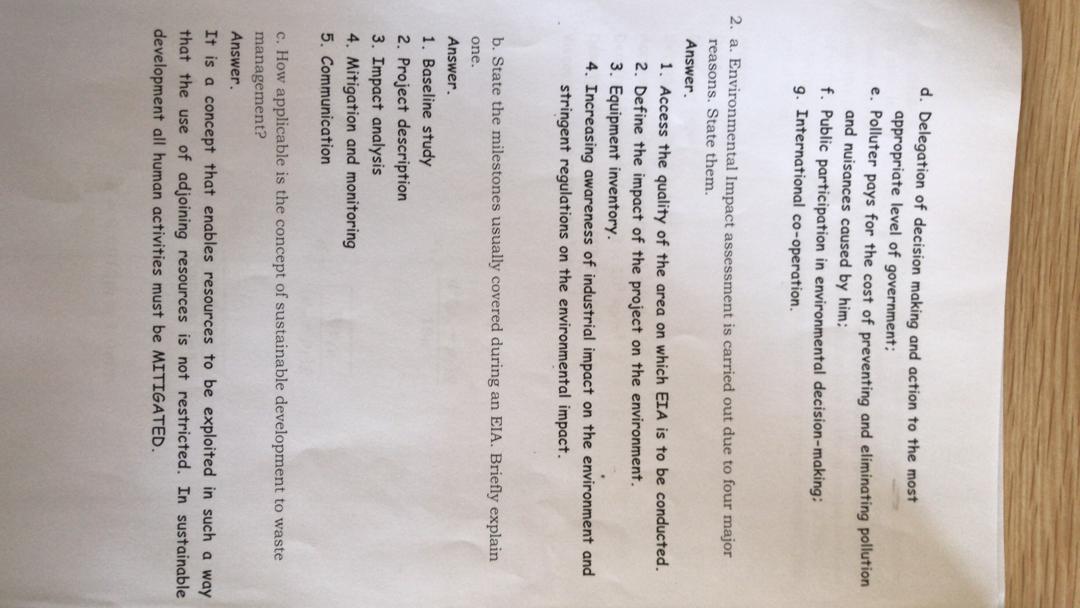 d. Delegation of decision making and action to the most
appropriate level of government;
e. Polluter pays for the cost of preventing and eliminating pollution
and nuisances caused by him;
f. Public participation in environmental decision-making;
g. International co-operation.
2. a. Environmental Impact assessment is carried out due to four major
reasons. State them.
Answer.
1. Access the quality of the area on which EIA is to be conducted.
2. Define the impact of the project on the environment.
3. Equipment inventory.
4. Increasing awareness of industrial impact on the environment and
stringent regulations on the environmental impact.
b. State the milestones usually covered during an EIA. Briefly explain
one.
Answer.
1. Baseline study
2. Project description
3. Impact analysis
4. Mitigation and monitoring
5. Communication
c. How applicable is the concept of sustainable development to waste
management?
Answer.
It is a concept that enables resources to be exploited in such a way
that the use of adjoining resources is not restricted. In sustainable
development all human activities must be MITIGATED.